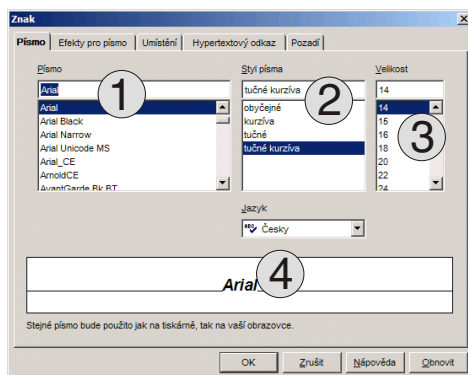 Znak
Písmo Efekty pro písmo Umístění Hypertextový odkaz Pozadí
Písmo Styl písma Velikost
Arial tučné kurzíva 14
Arial obyčejné 14
Arial Black kurzíva 15
Arial Narrow tučné 16
Arial Unicode MS tučné kurzíva 18
Arial_CE 20
ArnoldCE 22
AvantGarde Bk BT 24
1 2 3
Jazyk
Česky
4
Arial
Stejné písmo bude použito jak na tiskárně, tak na vaší obrazovce.
OK Zrušit Nápověda Obnovit